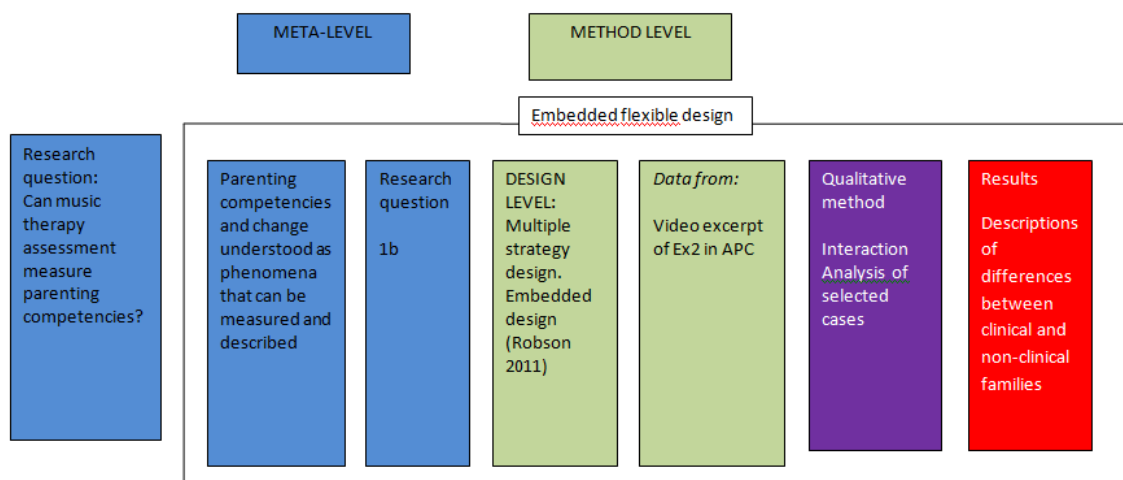 META-LEVEL
METHOD LEVEL
Embedded flexible design
Research
question:
Can music
therapy
assessment
measure
parenting
competencies?
Parenting
competencies
and change
understood as
phenomena
that can be
measured and
described
Research
question
1b
DESIGN
LEVEL:
Multiple
strategy
design.
Embedded
design
(Robson
2011)
Data from:
Video excerpt
of Ex2 in APC
Qualitative
method
Interaction
Analysis of
selected
cases
Results
Descriptions
of
differences
between
clinical and
non-clinical
families